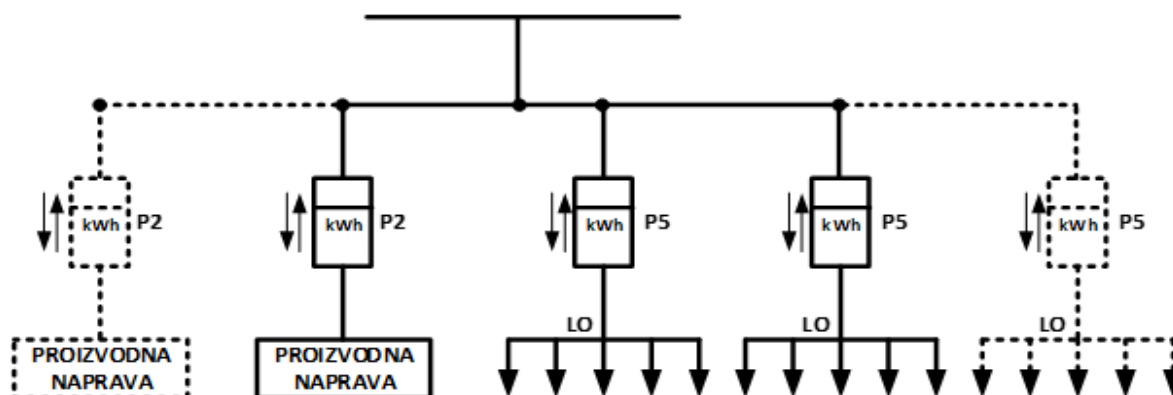 kWh P2
kWh P2
kWh P5
kWh P5
kWh P5
LO
LO
LO
PROIZVODNA
NAPRAVA
PROIZVODNA
NAPRAVA